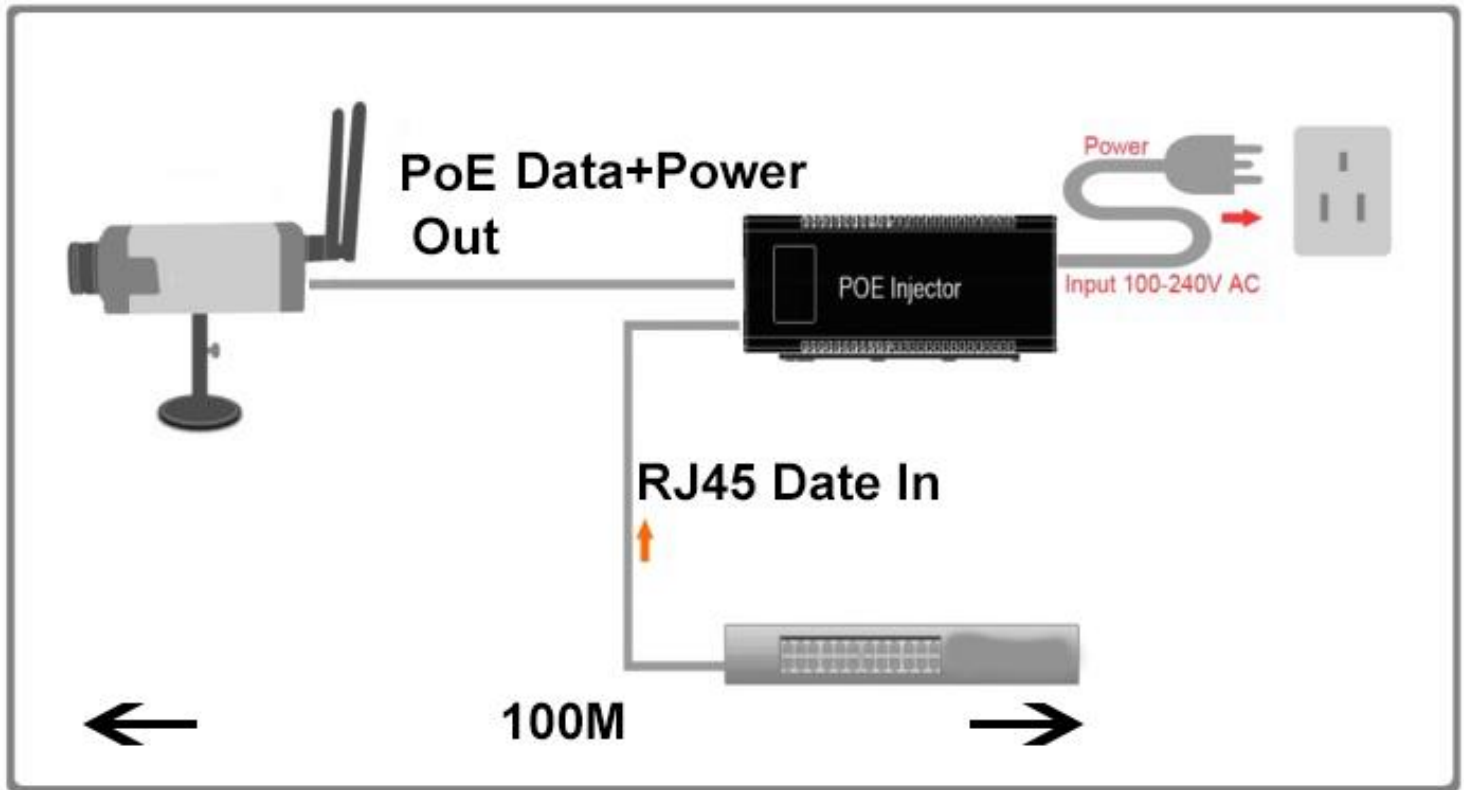 PoE Data+Power
Out
Power
POE Injector
Input 100-240V AC
RJ45 Date In
100M